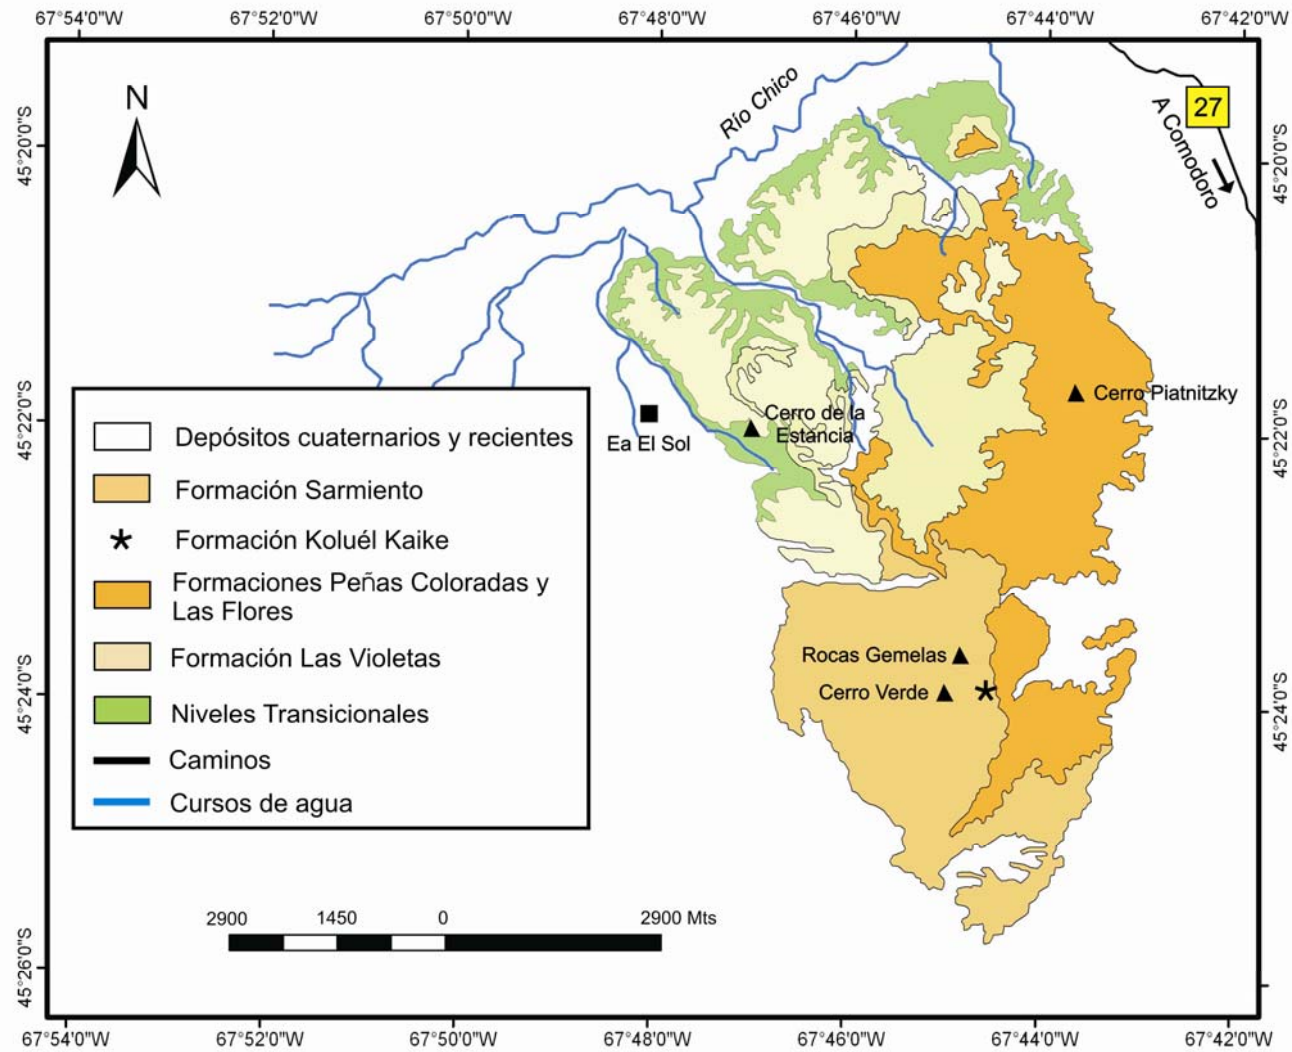 67°54'0"W 67°52'0"W 67°50'0"W 67°48'0"W 67°46'0"W 67°44'0"W 67°42'0"W
N
Río Chico
27
A Comodoro
45°20'0"S
45°20'0"S
Cerro Piatnitzky
Cerro de la
Estancia
Ea El Sol
45°22'0"S
45°22'0"S
Depósitos cuaternarios y recientes
Formación Sarmiento
Formación Koluél Kaike
Formaciones Peñas Coloradas y
Las Flores
Formación Las Violetas
Niveles Transicionales
Caminos
Cursos de agua
Rocas Gemelas
Cerro Verde
45°24'0"S
45°24'0"S
2900 1450 0 2900 Mts
45°26'0"S
67°54'0"W 67°52'0"W 67°50'0"W 67°48'0"W 67°46'0"W 67°44'0"W 67°42'0"W